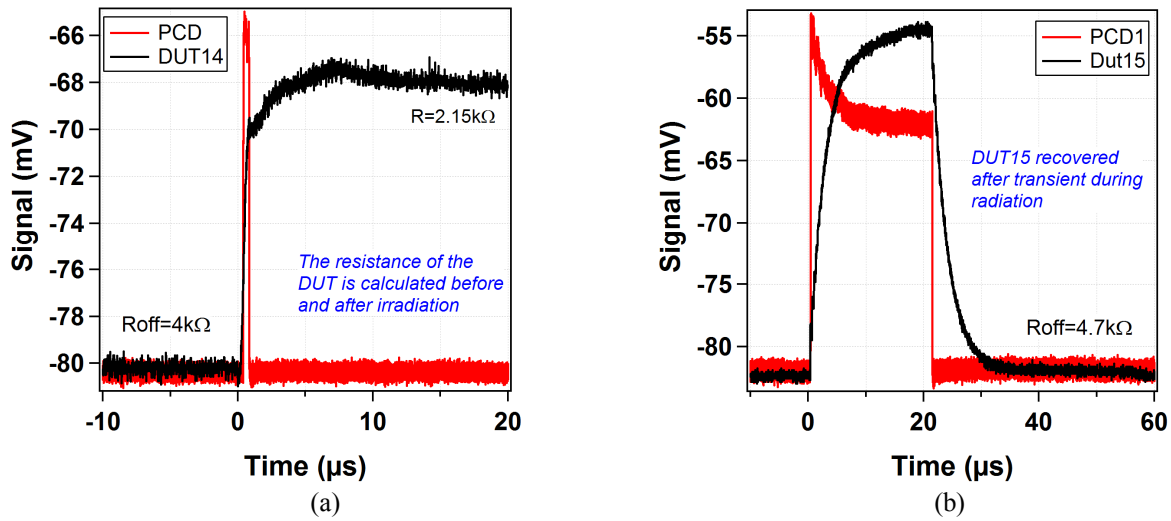 PCD
DUT14
-66
-68
-70
-72
-74
-76
-78
-80
Signal (mV)
R=2.15kΩ
The resistance of the
DUT is calculated before
and after irradiation
Roff=4kΩ
-10
0
10
20
Time (µs)
(a)
PCD1
Dut15
-55
-60
-65
-70
-75
-80
Signal (mV)
DUT15 recovered
after transient during
radiation
Roff=4.7kΩ
0
20
40
60
Time (µs)
(b)